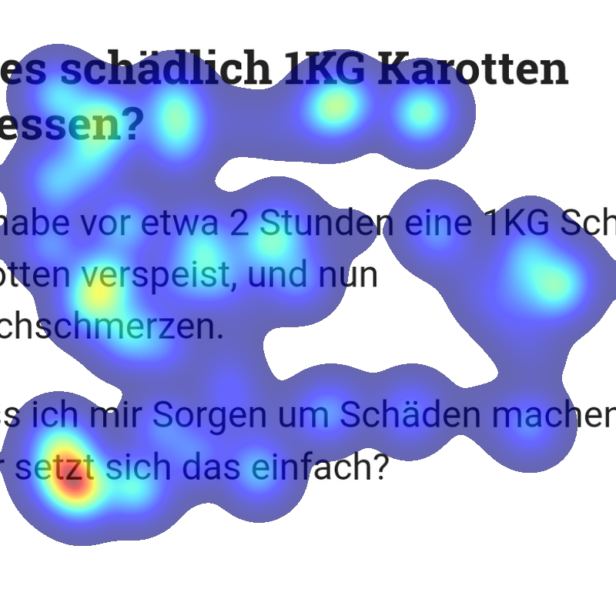 es schädlich 1KG Karotten
essen?
habe vor etwa 2 Stunden eine 1KG Sch
otten verspeist, und nun
chschmerzen.
ss ich mir Sorgen um Schäden machen
r setzt sich das einfach?